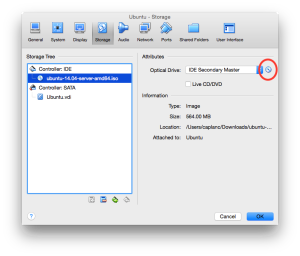 Ubuntu - Storage
General System Display Storage Audio Network Ports Shared Folders User Interface
Storage Tree
Controller: IDE
ubuntu-14.04-server-amd64.iso
Controller: SATA
Ubuntu.vdi
Attributes
Optical Drive: IDE Secondary Master
Live CD/DVD
Information
Type: Image
Size: 564.00 MB
Location: /Users/caplanc/Downloads/ubuntu-...
Attached to: Ubuntu
?
Cancel OK